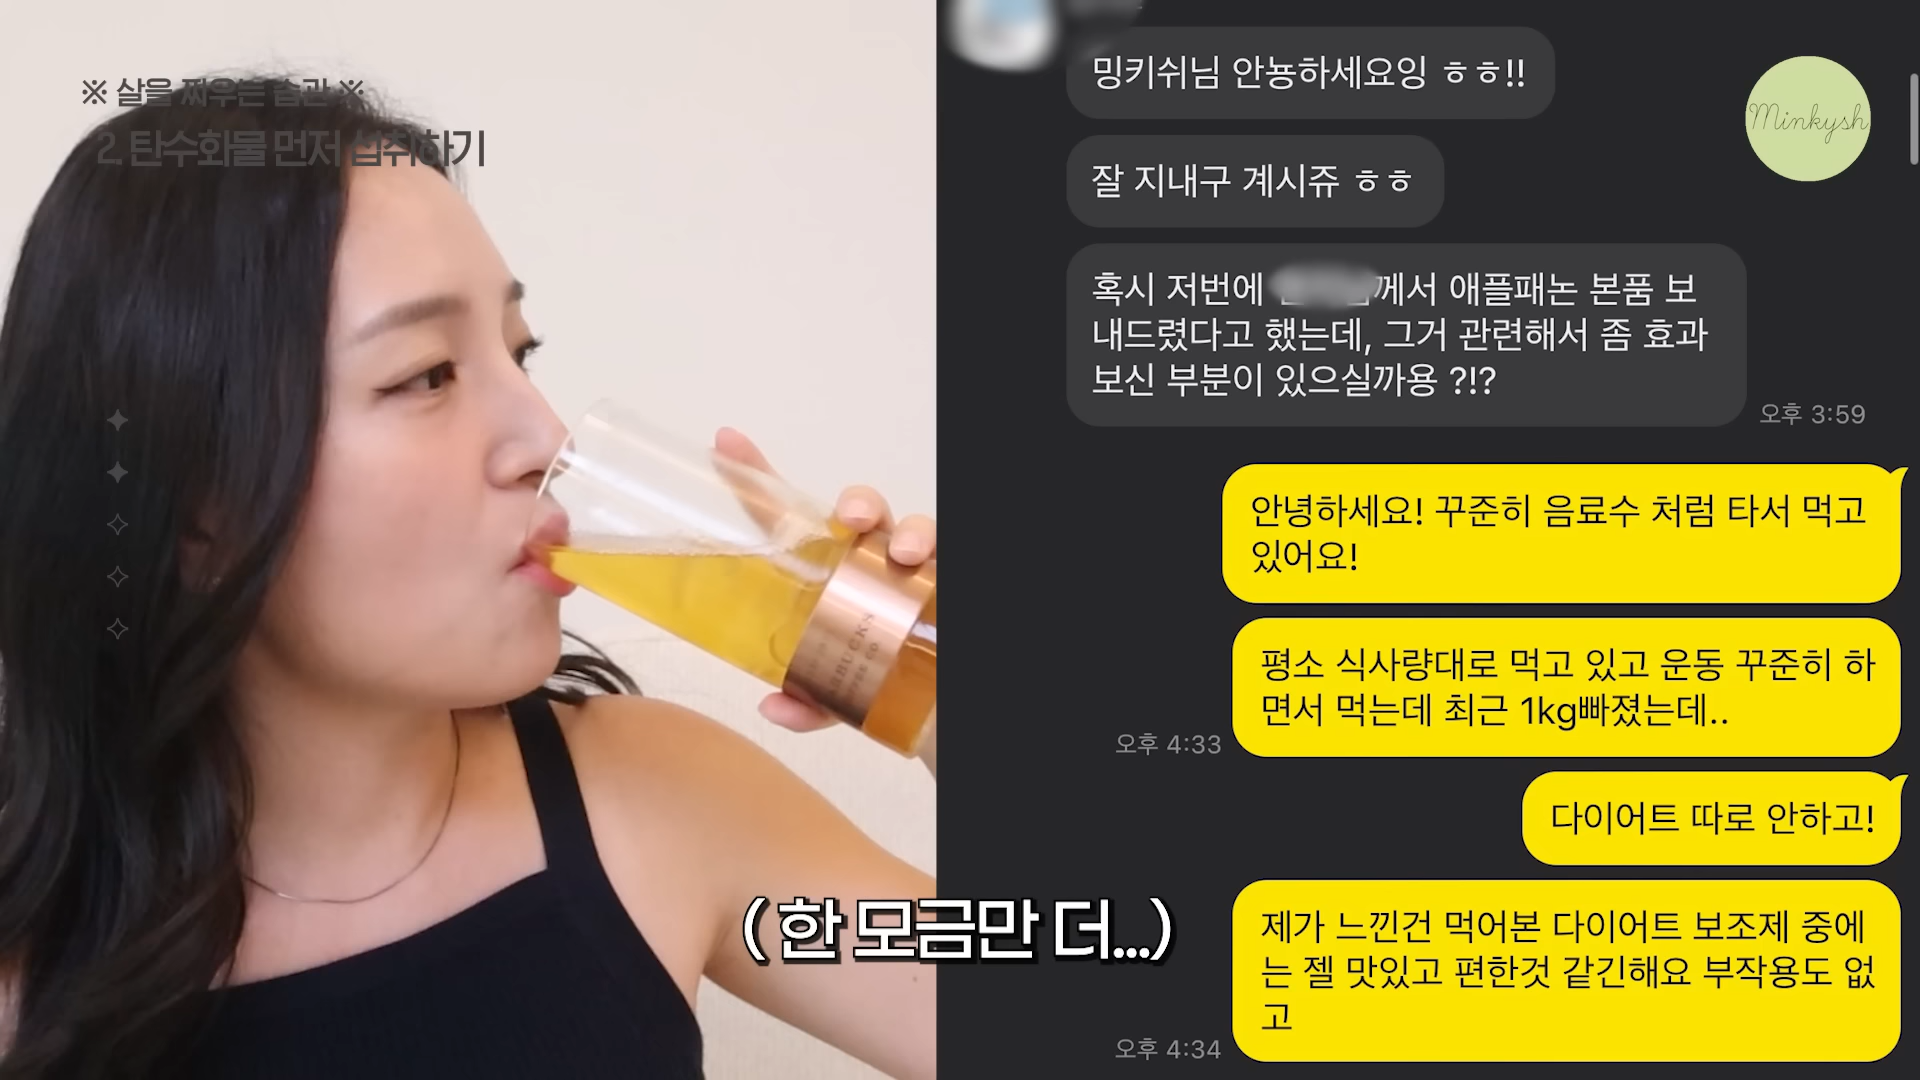 ※ 살을 찌우는 습관 ※
2. 탄수화물 먼저 섭취하기
( 한 모금만 더...)
Minkysh
밍키쉬님 안뇽하세요잉 ㅎㅎ!!
잘 지내구 계시쥬 ㅎㅎ
혹시 저번에 께서 애플패논 본품 보
내드렸다고 했는데, 그거 관련해서 좀 효과
보신 부분이 있으실까용 ?!?
오후 3:59
안녕하세요! 꾸준히 음료수 처럼 타서 먹고
있어요!
평소 식사량대로 먹고 있고 운동 꾸준히 하
면서 먹는데 최근 1kg빠졌는데..
오후 4:33
다이어트 따로 안하고!
제가 느낀건 먹어본 다이어트 보조제 중에
는 젤 맛있고 편한것 같긴해요 부작용도 없
고
오후 4:34